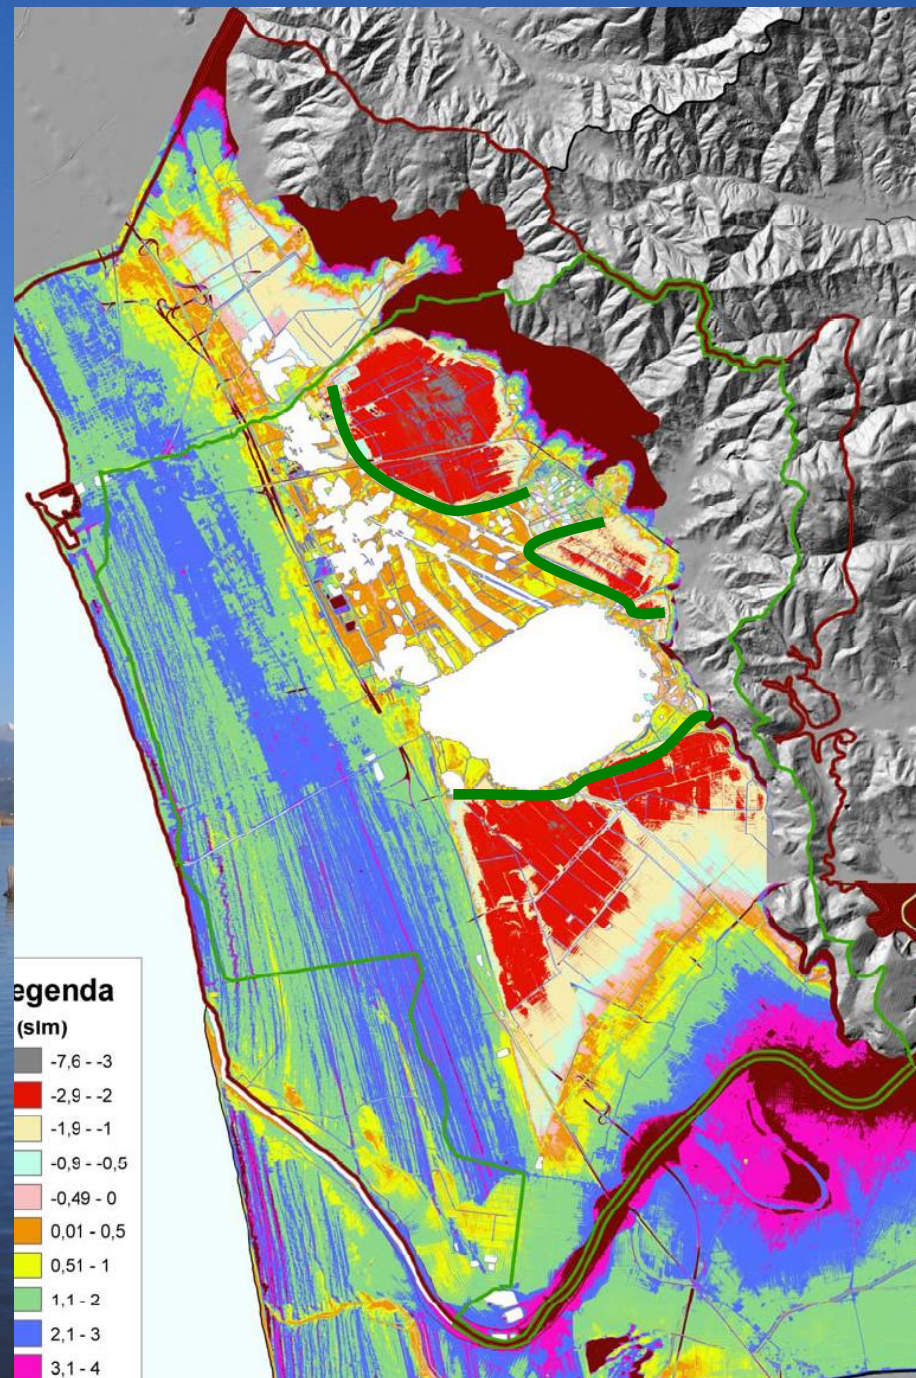 egenda
(slm)
-7,6 - -3
-2,9 - -2
-1,9 - -1
-0,9 - -0,5
-0,49 - 0
0,01 - 0,5
0,51 - 1
1,1 - 2
2,1 - 3
3,1 - 4